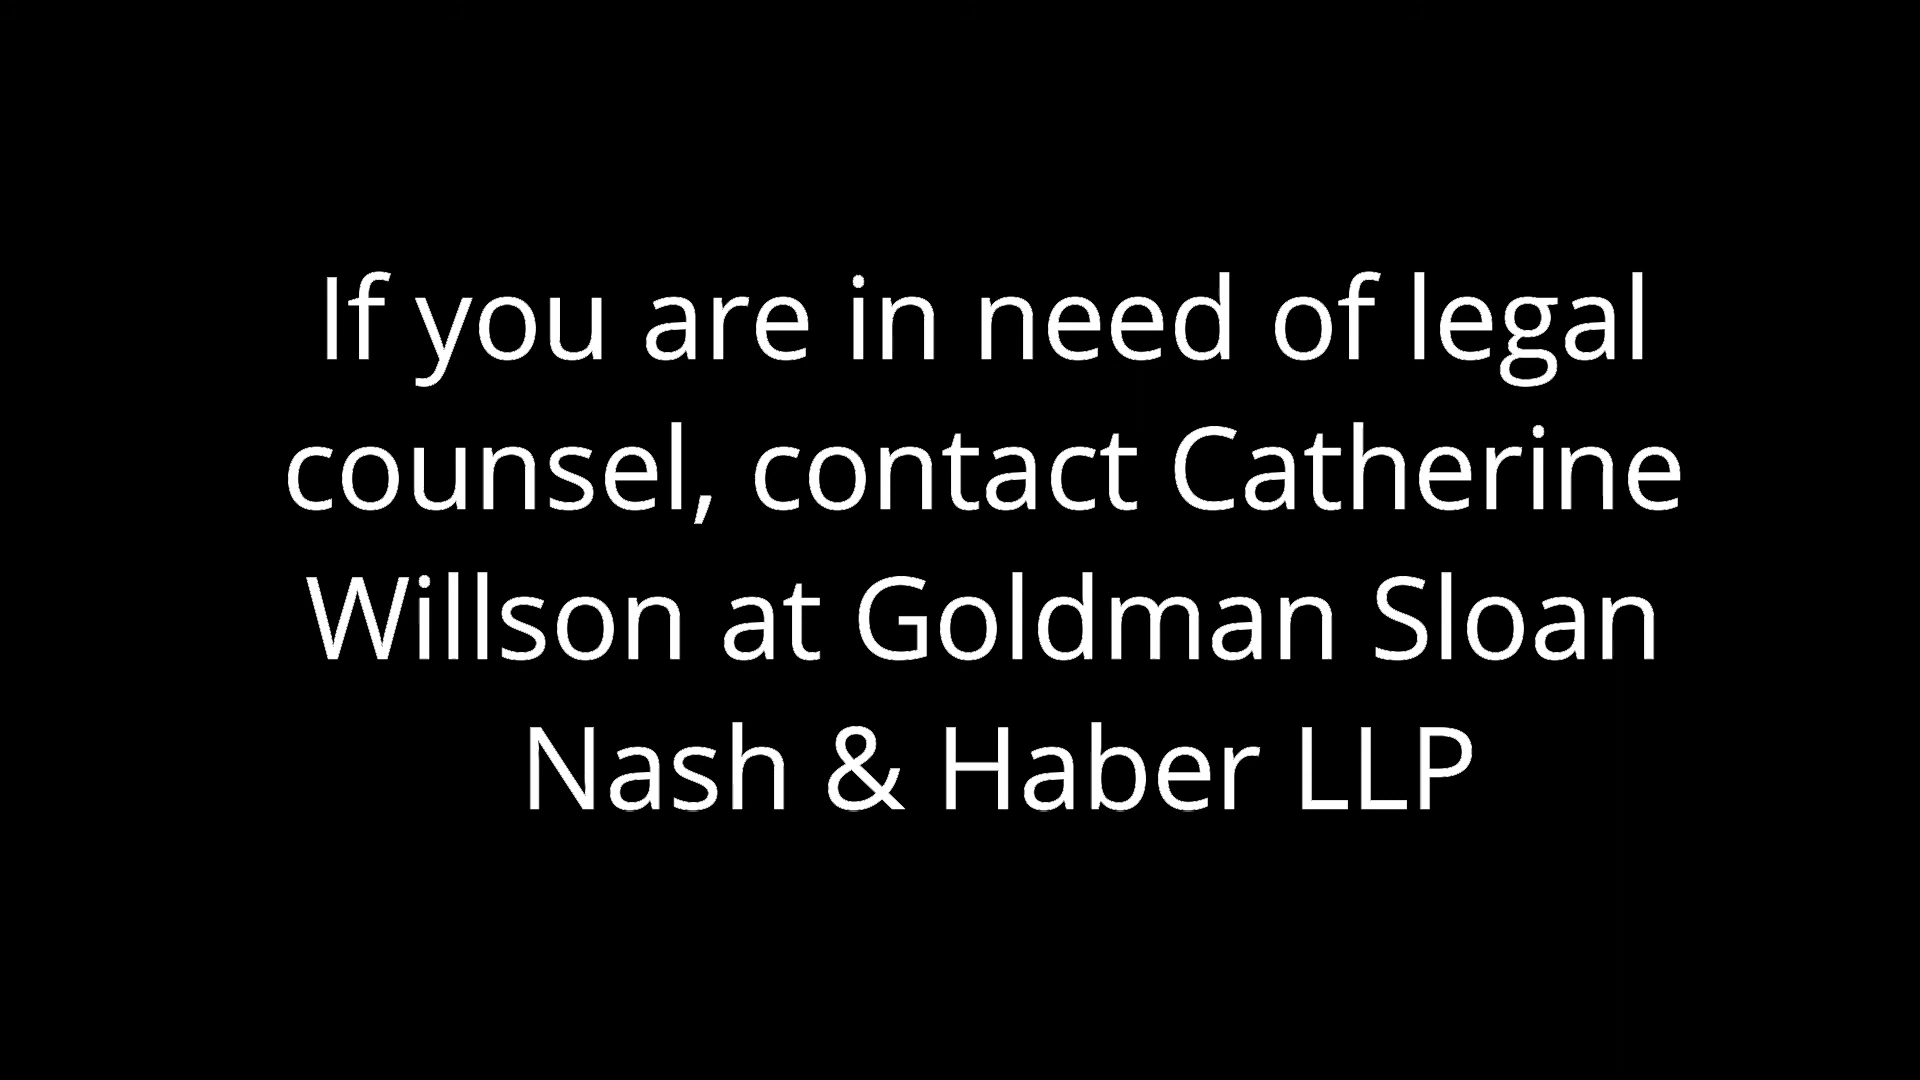 If you are in need of legal
counsel, contact Catherine
Willson at Goldman Sloan
Nash & Haber LLP